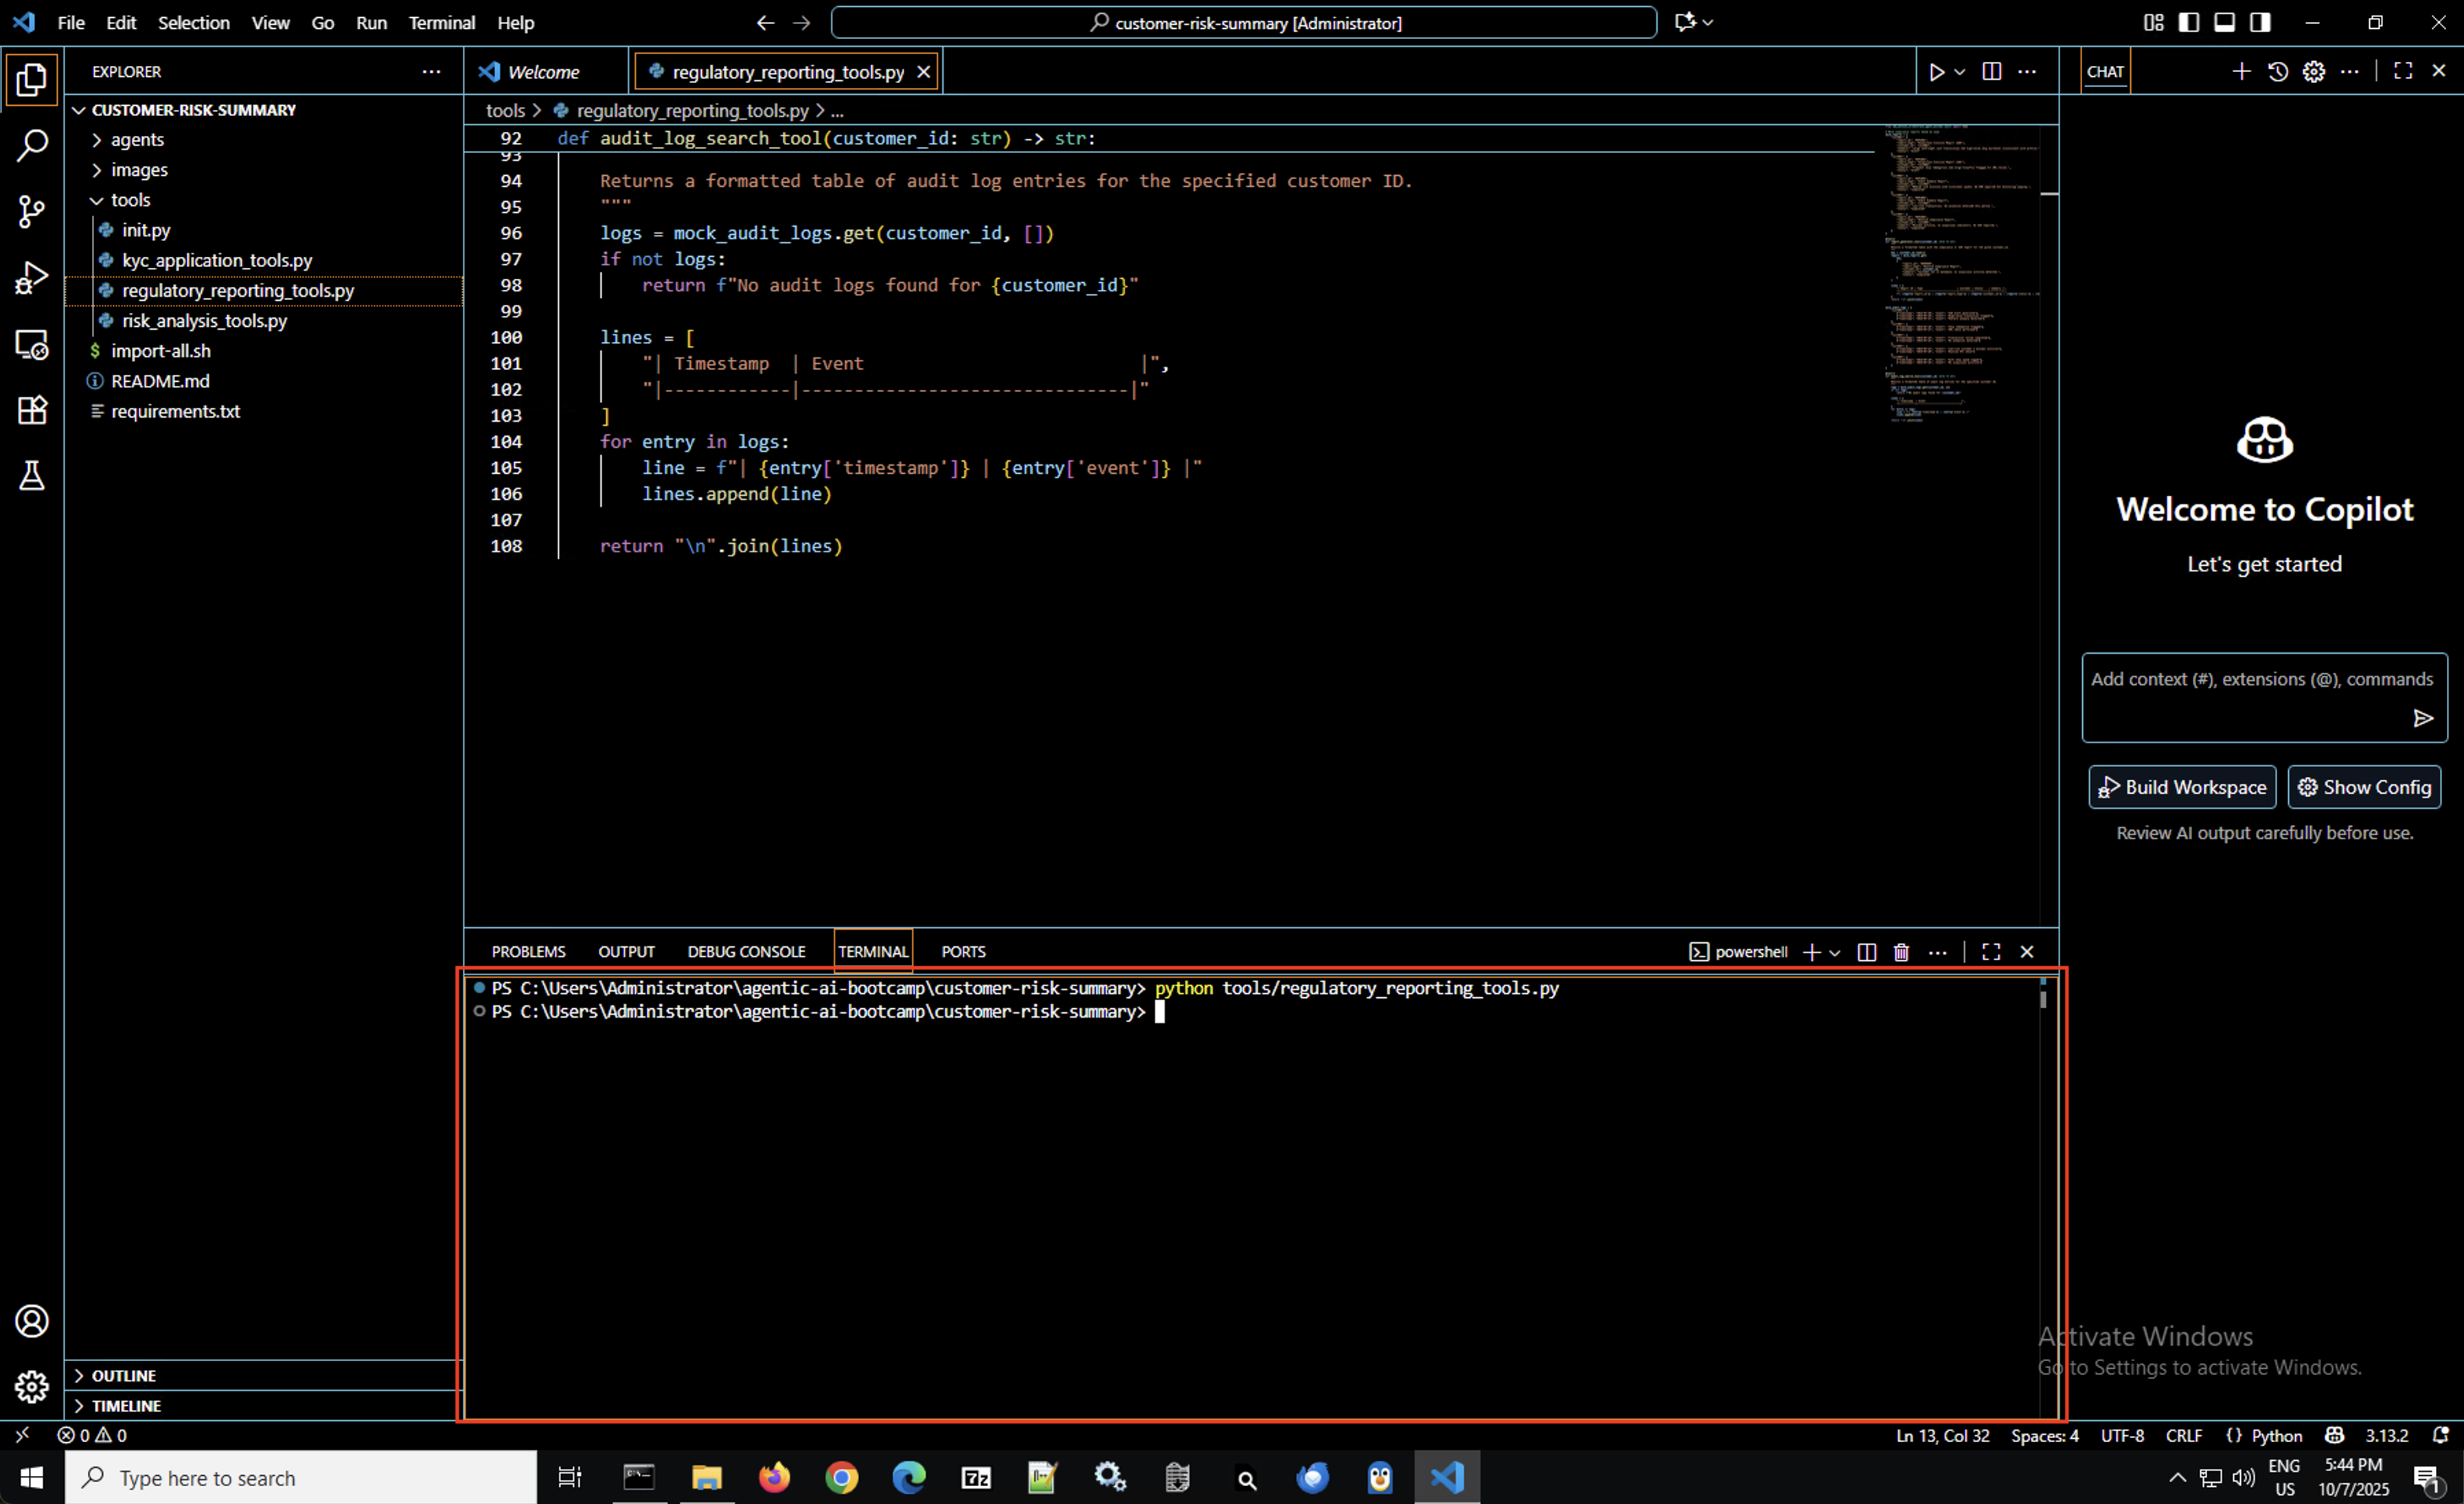 File Edit Selection View Go Run Terminal Help
customer-risk-summary [Administrator]
EXPLORER
CUSTOMER-RISK-SUMMARY
agents
images
tools
init.py
kyc_application_tools.py
regulatory_reporting_tools.py
risk_analysis_tools.py
import-all.sh
README.md
requirements.txt
OUTLINE
TIMELINE
Welcome
regulatory_reporting_tools.py
tools > regulatory_reporting_tools.py > ...
92 def audit_log_search_tool(customer_id: str) -> str:
93
94 Returns a formatted table of audit log entries for the specified customer ID.
95 """
96 logs = mock_audit_logs.get(customer_id, [])
97 if not logs:
98 return f"No audit logs found for {customer_id}"
99
100 lines = [
101 "| Timestamp  | Event                          |",
102 "|------------|-------------------------------|"
103 ]
104 for entry in logs:
105 line = f"| {entry['timestamp']} | {entry['event']} |"
106 lines.append(line)
107
108 return "\n".join(lines)
PROBLEMS OUTPUT DEBUG CONSOLE TERMINAL PORTS
powershell
PS C:\Users\Administrator\agentic-ai-bootcamp\customer-risk-summary> python tools/regulatory_reporting_tools.py
PS C:\Users\Administrator\agentic-ai-bootcamp\customer-risk-summary>
CHAT
Welcome to Copilot
Let's get started
Add context (#), extensions (@), commands
Build Workspace
Show Config
Review AI output carefully before use.
Activate Windows
Go to Settings to activate Windows.
0 0
Ln 13, Col 32 Spaces: 4 UTF-8 CRLF {} Python 3.13.2
Type here to search
7z
ENG
US
5:44 PM
10/7/2025
1